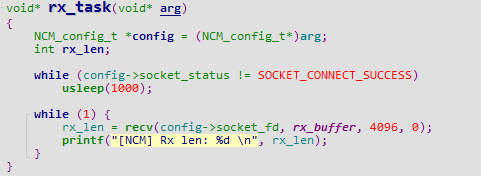 void* rx_task(void* arg)
{
NCM_config_t *config = (NCM_config_t*)arg;
int rx_len;
while (config->socket_status != SOCKET_CONNECT_SUCCESS)
usleep(1000);
while (1) {
rx_len = recv(config->socket_fd, rx_buffer, 4096, 0);
printf("[NCM] Rx len: %d \n", rx_len);
}
}